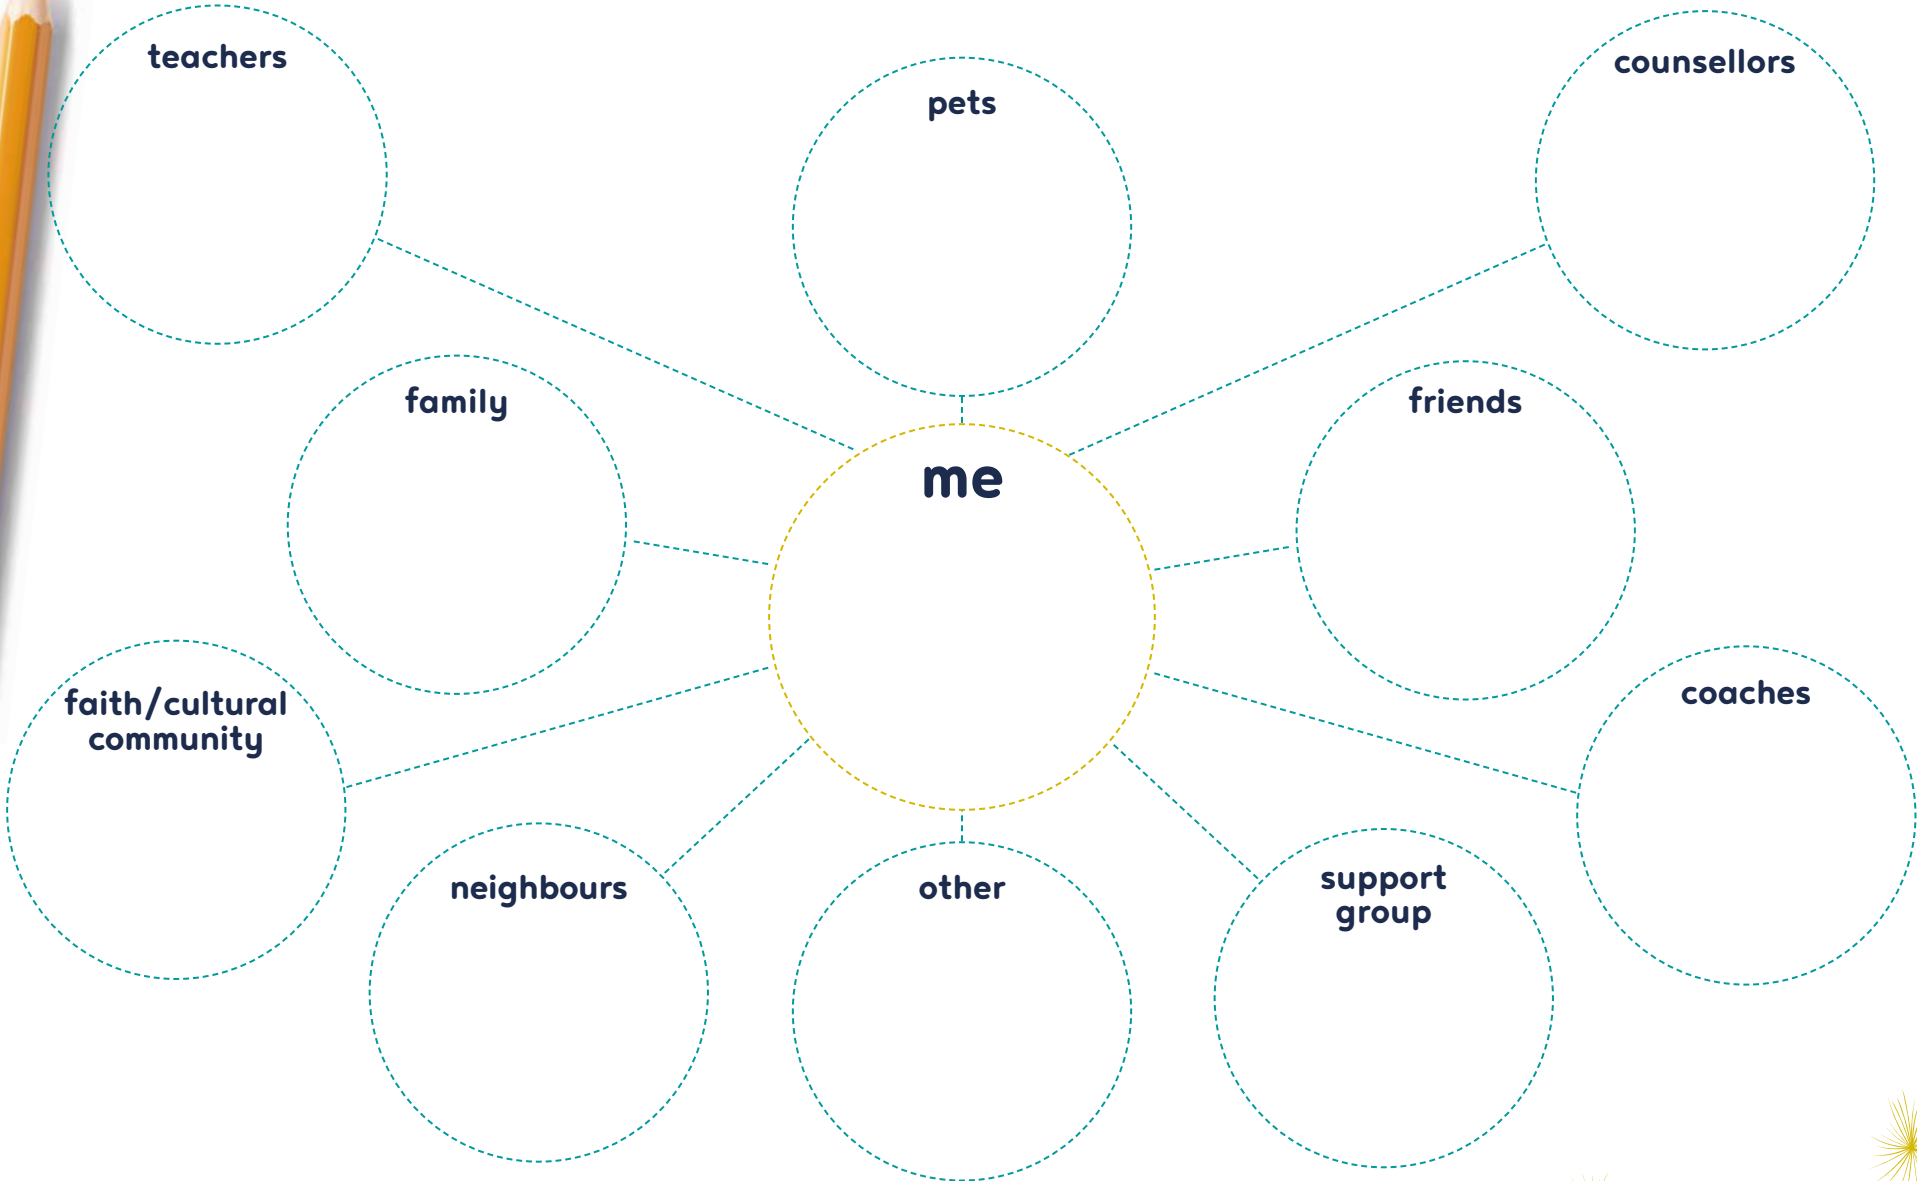 teachers
pets
counsellors
family
friends
me
faith/cultural
community
coaches
neighbours
other
support
group